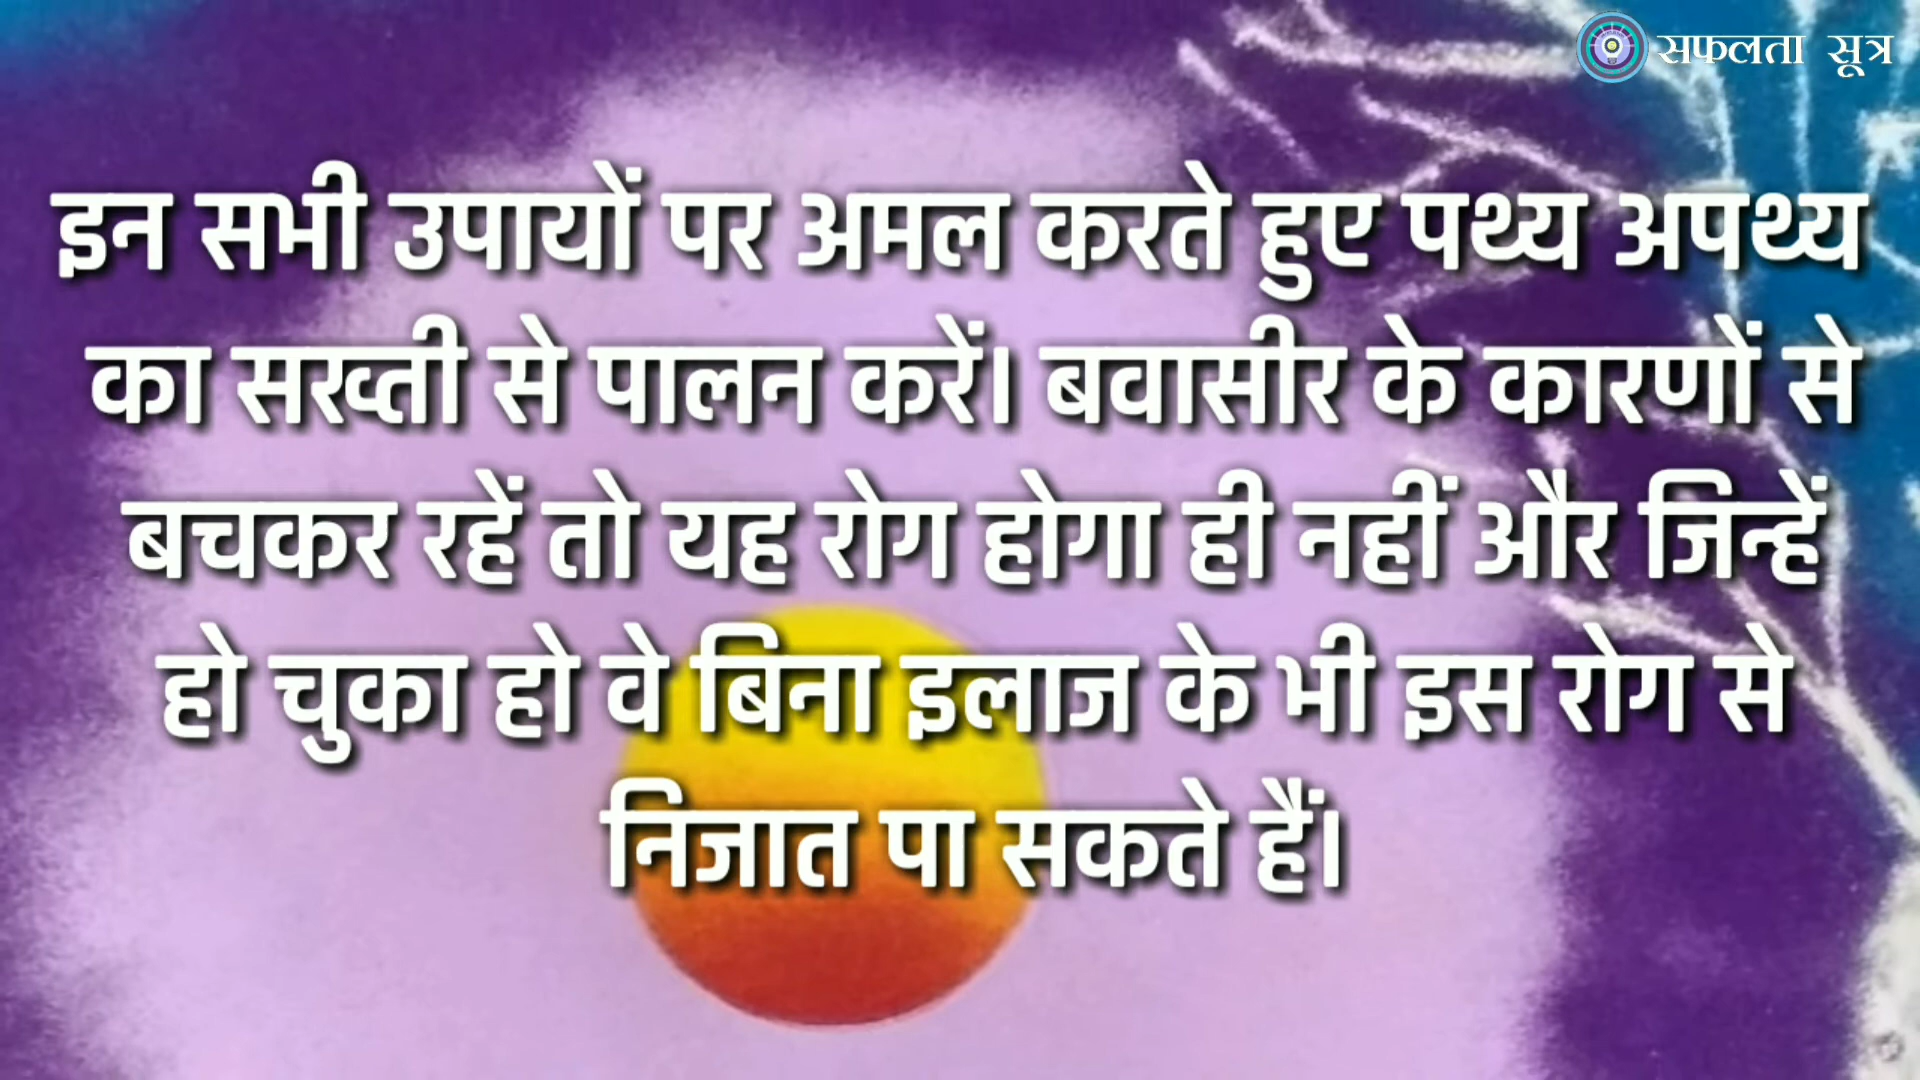 सफलता सूत्र
इन सभी उपायों पर अमल करते हुए पथ्य अपथ्य
का सख्ती से पालन करें। बवासीर के कारणों से
बचकर रहें तो यह रोग होगा ही नहीं और जिन्हें
हो चुका हो वे बिना इलाज के भी इस रोग से
निजात पा सकते हैं।